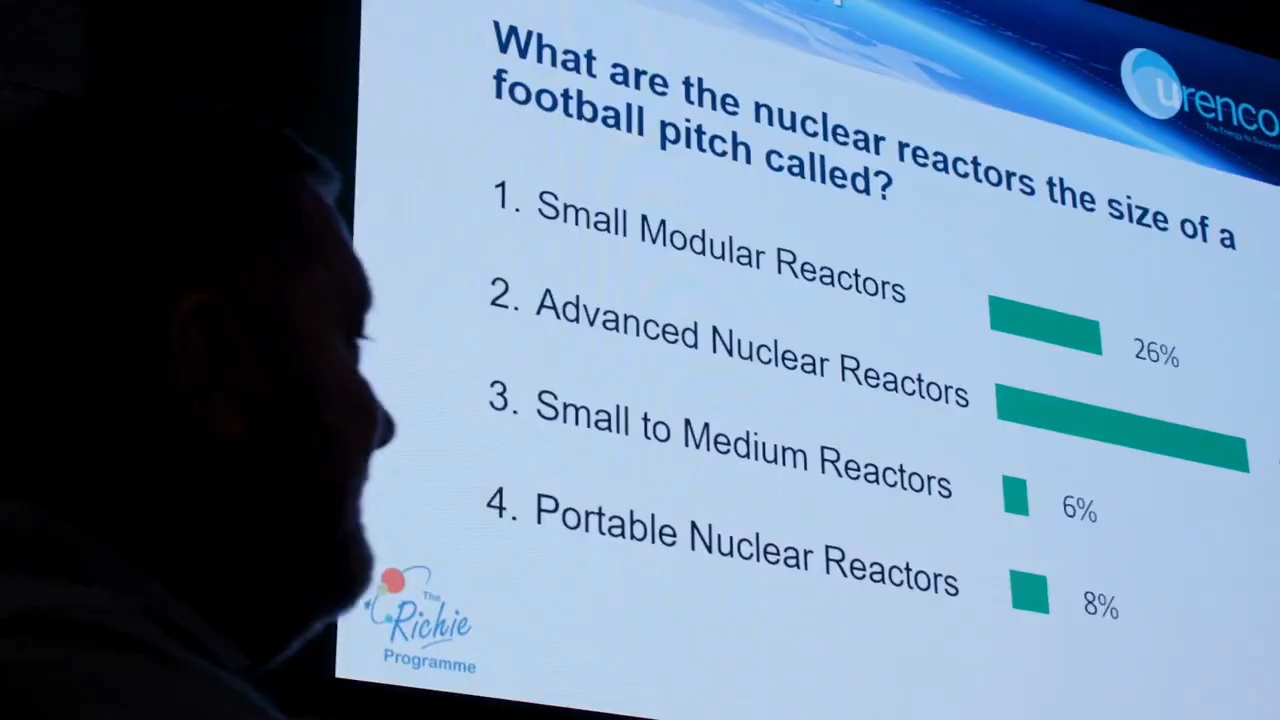 What are the nuclear reactors the size of a
football pitch called?
urenco
1. Small Modular Reactors
26%
2. Advanced Nuclear Reactors
3. Small to Medium Reactors
6%
4. Portable Nuclear Reactors
8%
The
Richie
Programme